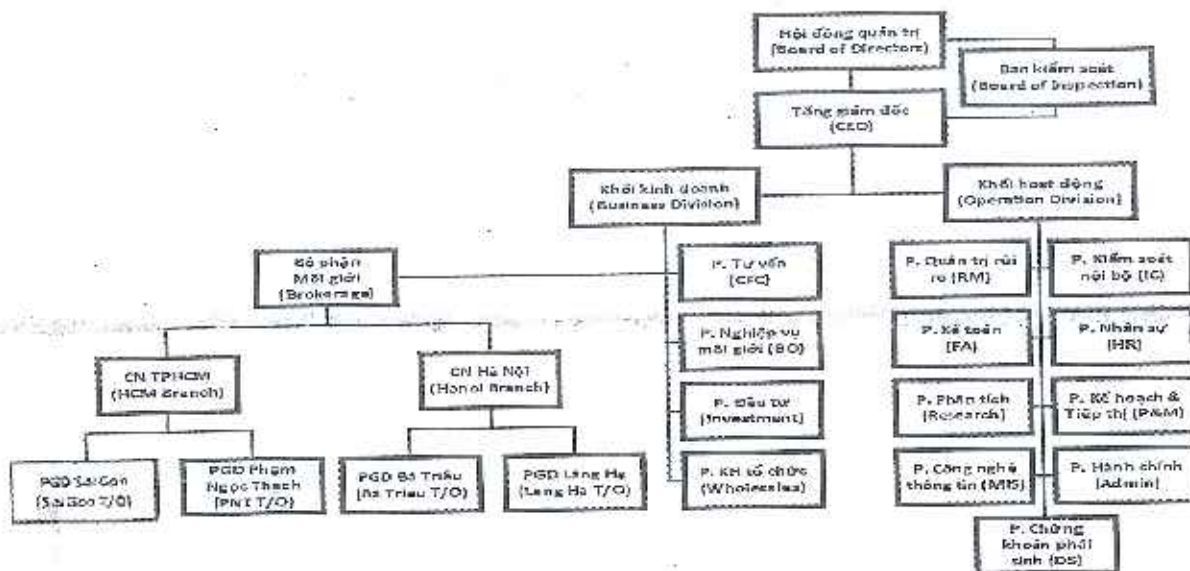 Hội đồng quản trị
(Board of Directors)
Ban kiểm soát
(Board of Inspection)
Tổng giám đốc
(CEO)
Khối kinh doanh
(Business Division)
Khối hoạt động
(Operation Division)
Bộ phận
Môi giới
(Brokerage)
P. Tư vấn
(CFC)
P. Nghiệp vụ
môi giới (BO)
P. Đầu tư
(Investment)
P. KH tổ chức
(Wholesales)
P. Quản trị rủi
ro (RM)
P. Kiểm soát
nội bộ (IC)
P. Kế toán
(FA)
P. Nhân sự
(HR)
P. Phân tích
(Research)
P. Kế hoạch &
Tiếp thị (P&M)
P. Công nghệ
thông tin (MIS)
P. Hành chính
(Admin)
P. Chứng
khoán phái
sinh (DS)
CN TPHCM
(HCM Branch)
CN Hà Nội
(Hanoi Branch)
PGD Sài Gòn
(SaiGon T/O)
PGD Phạm
Ngọc Thạch
(PNT T/O)
PGD Bà Triệu
(Ba Trieu T/O)
PGD Láng Hạ
(Lang Ha T/O)